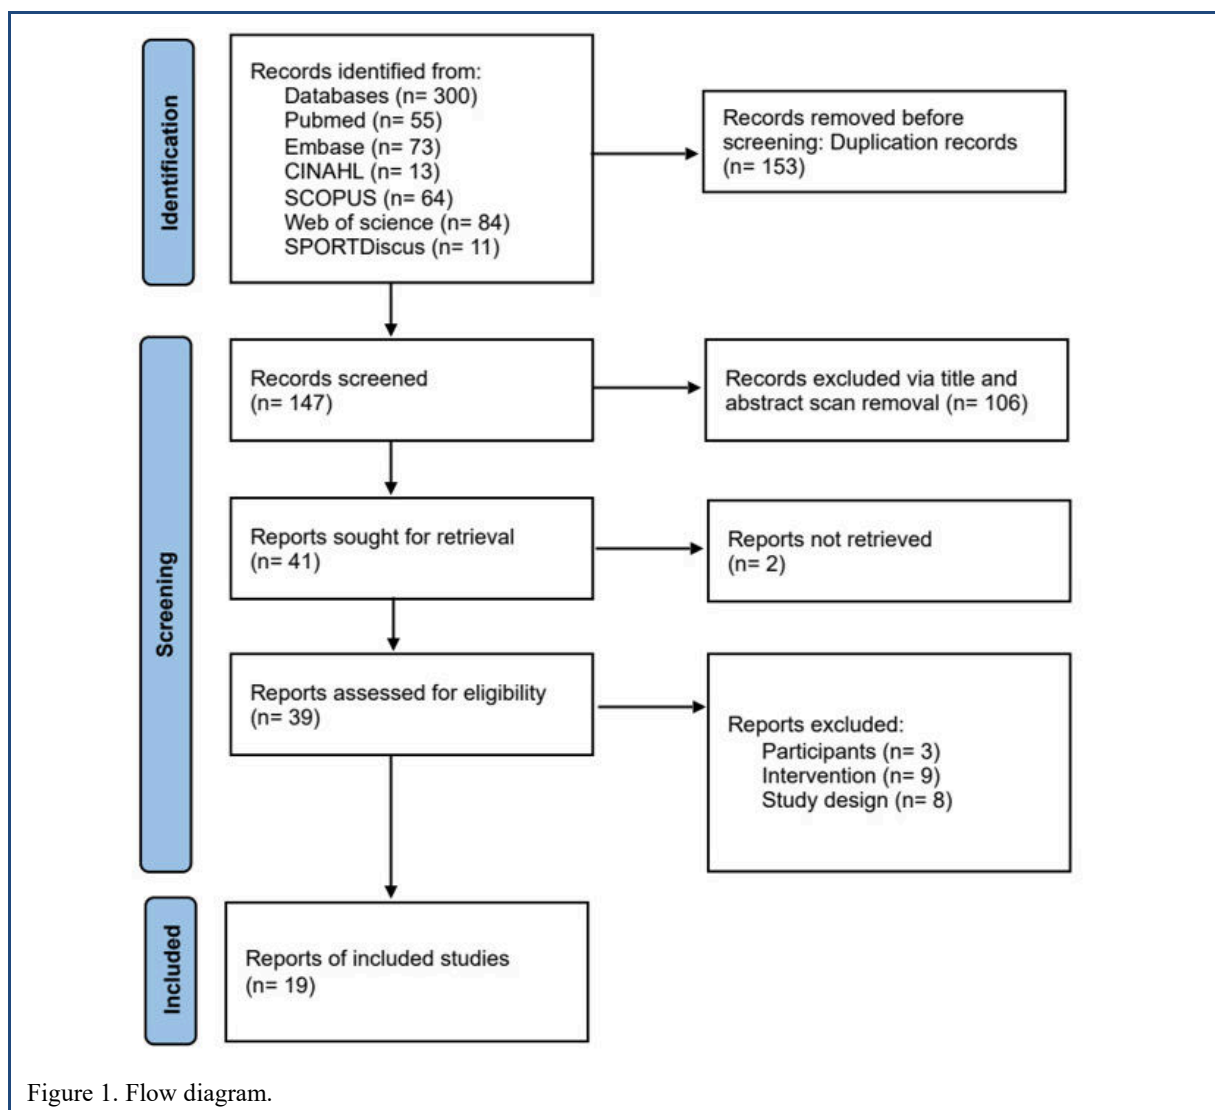 Identification
Records identified from:
Databases (n= 300)
Pubmed (n= 55)
Embase (n= 73)
CINAHL (n= 13)
SCOPUS (n= 64)
Web of science (n= 84)
SPORTDiscus (n= 11)
Records removed before
screening: Duplication records
(n= 153)
Screening
Records screened
(n= 147)
Records excluded via title and
abstract scan removal (n= 106)
Reports sought for retrieval
(n= 41)
Reports not retrieved
(n= 2)
Reports assessed for eligibility
(n= 39)
Reports excluded:
Participants (n= 3)
Intervention (n= 9)
Study design (n= 8)
Included
Reports of included studies
(n= 19)
Figure 1. Flow diagram.